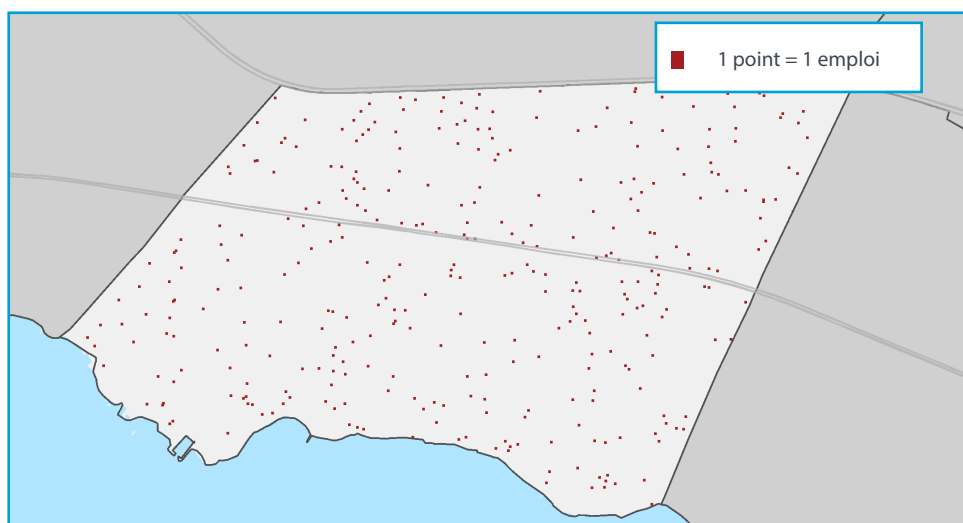 1 point = 1 emploi